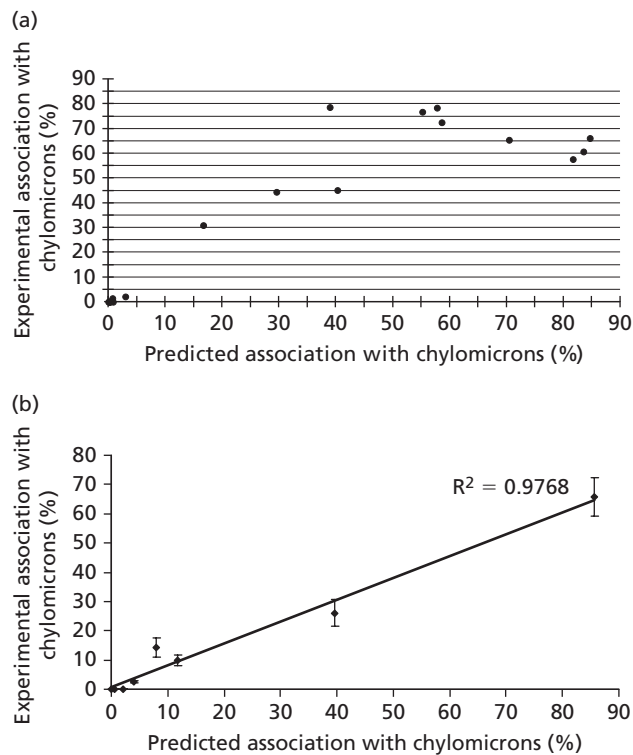 (a)
90
80
70
60
50
40
30
20
10
0
Experimental association with
chylomicrons (%)
0 10 20 30 40 50 60 70 80 90
Predicted association with chylomicrons (%)
(b)
80
70
60
50
40
30
20
10
0
Experimental association with
chylomicrons (%)
R² = 0.9768
0 10 20 30 40 50 60 70 80 90
Predicted association with chylomicrons (%)